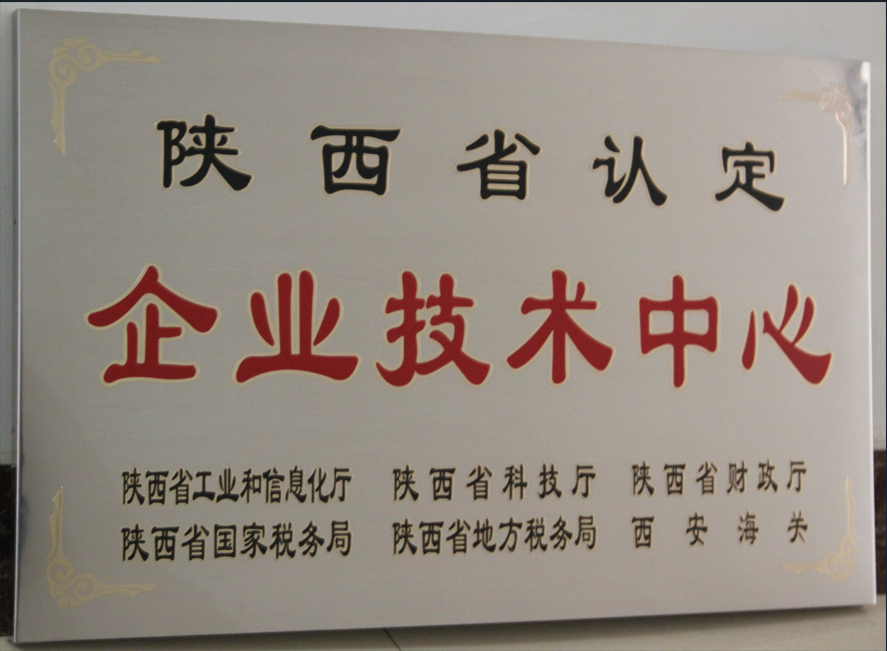 陕西省认定
企业技术中心
陕西省工业和信息化厅 陕西省科技厅 陕西省财政厅
陕西省国家税务局 陕西省地方税务局 西安海关